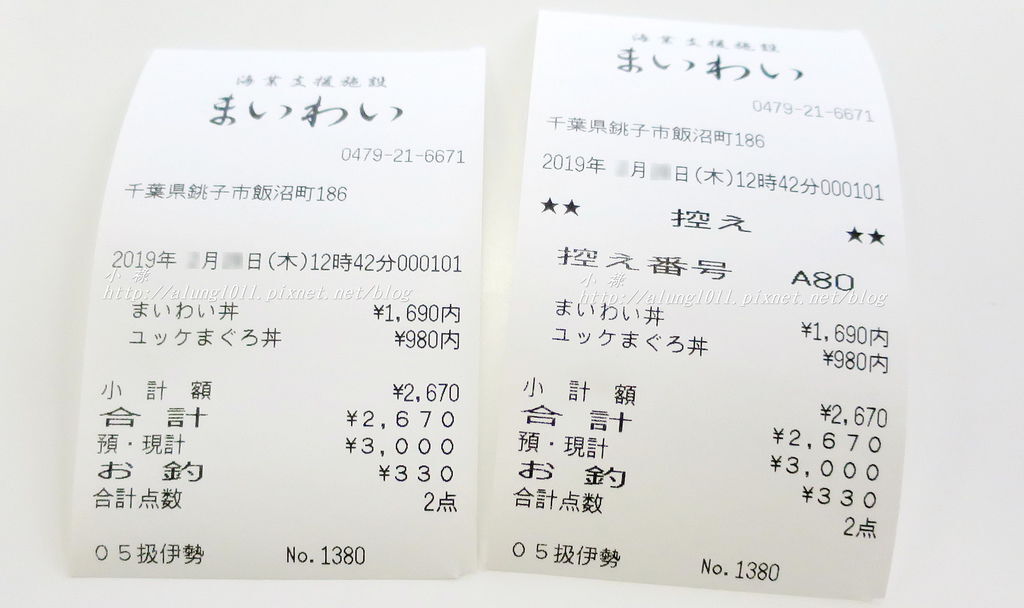 漁業支援施設
まいわい
0479-21-6671
千葉県銚子市飯沼町186
2019年 月 日(木)12時42分000101
小祿
http://alung1011.pixnet.net/blog
まいわい丼 ¥1,690内
ユッケまぐろ丼 ¥980内
小計額 ¥2,670
合計 ¥2,670
預・現計 ¥3,000
お釣 ¥330
合計点数 2点
05扱伊勢 No.1380
漁業支援施設
まいわい
0479-21-6671
千葉県銚子市飯沼町186
2019年 月 日(木)12時42分000101
★★ 控え ★★
控え番号 A80
小祿
http://alung1011.pixnet.net/blog
まいわい丼 ¥1,690内
ユッケまぐろ丼 ¥980内
小計額 ¥2,670
合計 ¥2,670
預・現計 ¥3,000
お釣 ¥330
合計点数 2点
05扱伊勢 No.1380